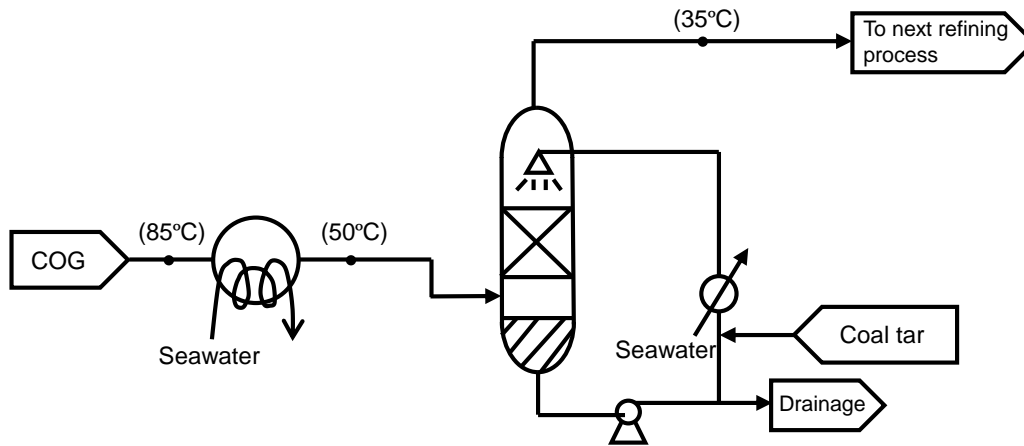 (35ºC)
To next refining
process
(85ºC)
(50ºC)
COG
Seawater
Seawater
Coal tar
Drainage